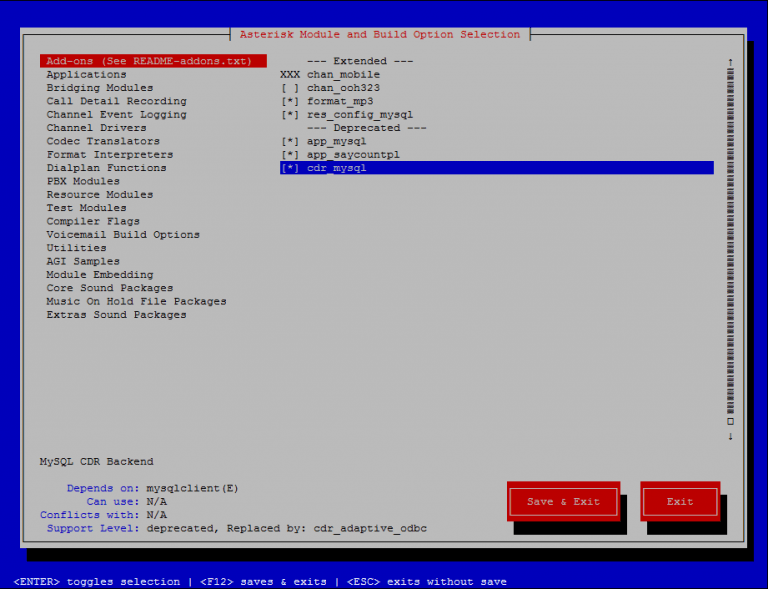 Asterisk Module and Build Option Selection
Add-ons (See README-addons.txt)
Applications
Bridging Modules
Call Detail Recording
Channel Event Logging
Channel Drivers
Codec Translators
Format Interpreters
Dialplan Functions
PBX Modules
Resource Modules
Test Modules
Compiler Flags
Voicemail Build Options
Utilities
AGI Samples
Module Embedding
Core Sound Packages
Music On Hold File Packages
Extras Sound Packages
--- Extended ---
XXX chan_mobile
[ ] chan_ooh323
[*] format_mp3
[*] res_config_mysql
--- Deprecated ---
[*] app_mysql
[*] app_saycountpl
[*] cdr_mysql
MySQL CDR Backend
Depends on: mysqlclient(E)
Can use: N/A
Conflicts with: N/A
Support Level: deprecated, Replaced by: cdr_adaptive_odbc
Save & Exit
Exit
<ENTER> toggles selection | <F12> saves & exits | <ESC> exits without save